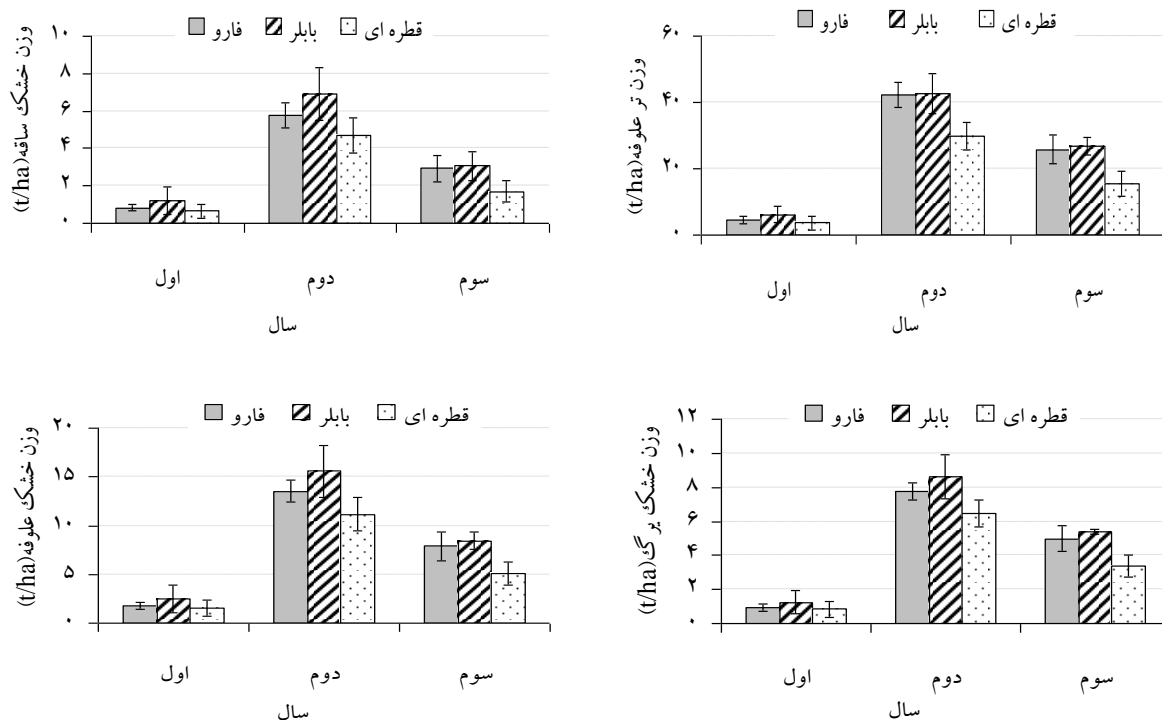 قطره ای بابلر فارو
وزن تر علوفه(t/ha)
۶۰
۴۰
۲۰
۰
اول دوم سوم
سال
قطره ای بابلر فارو
وزن خشک ساقه(t/ha)
۱۰
۸
۶
۴
۲
۰
اول دوم سوم
سال
قطره ای بابلر فارو
وزن خشک برگ(t/ha)
۱۲
۱۰
۸
۶
۴
۲
۰
اول دوم سوم
سال
قطره ای بابلر فارو
وزن خشک علوفه(t/ha)
۲۰
۱۵
۱۰
۵
۰
اول دوم سوم
سال